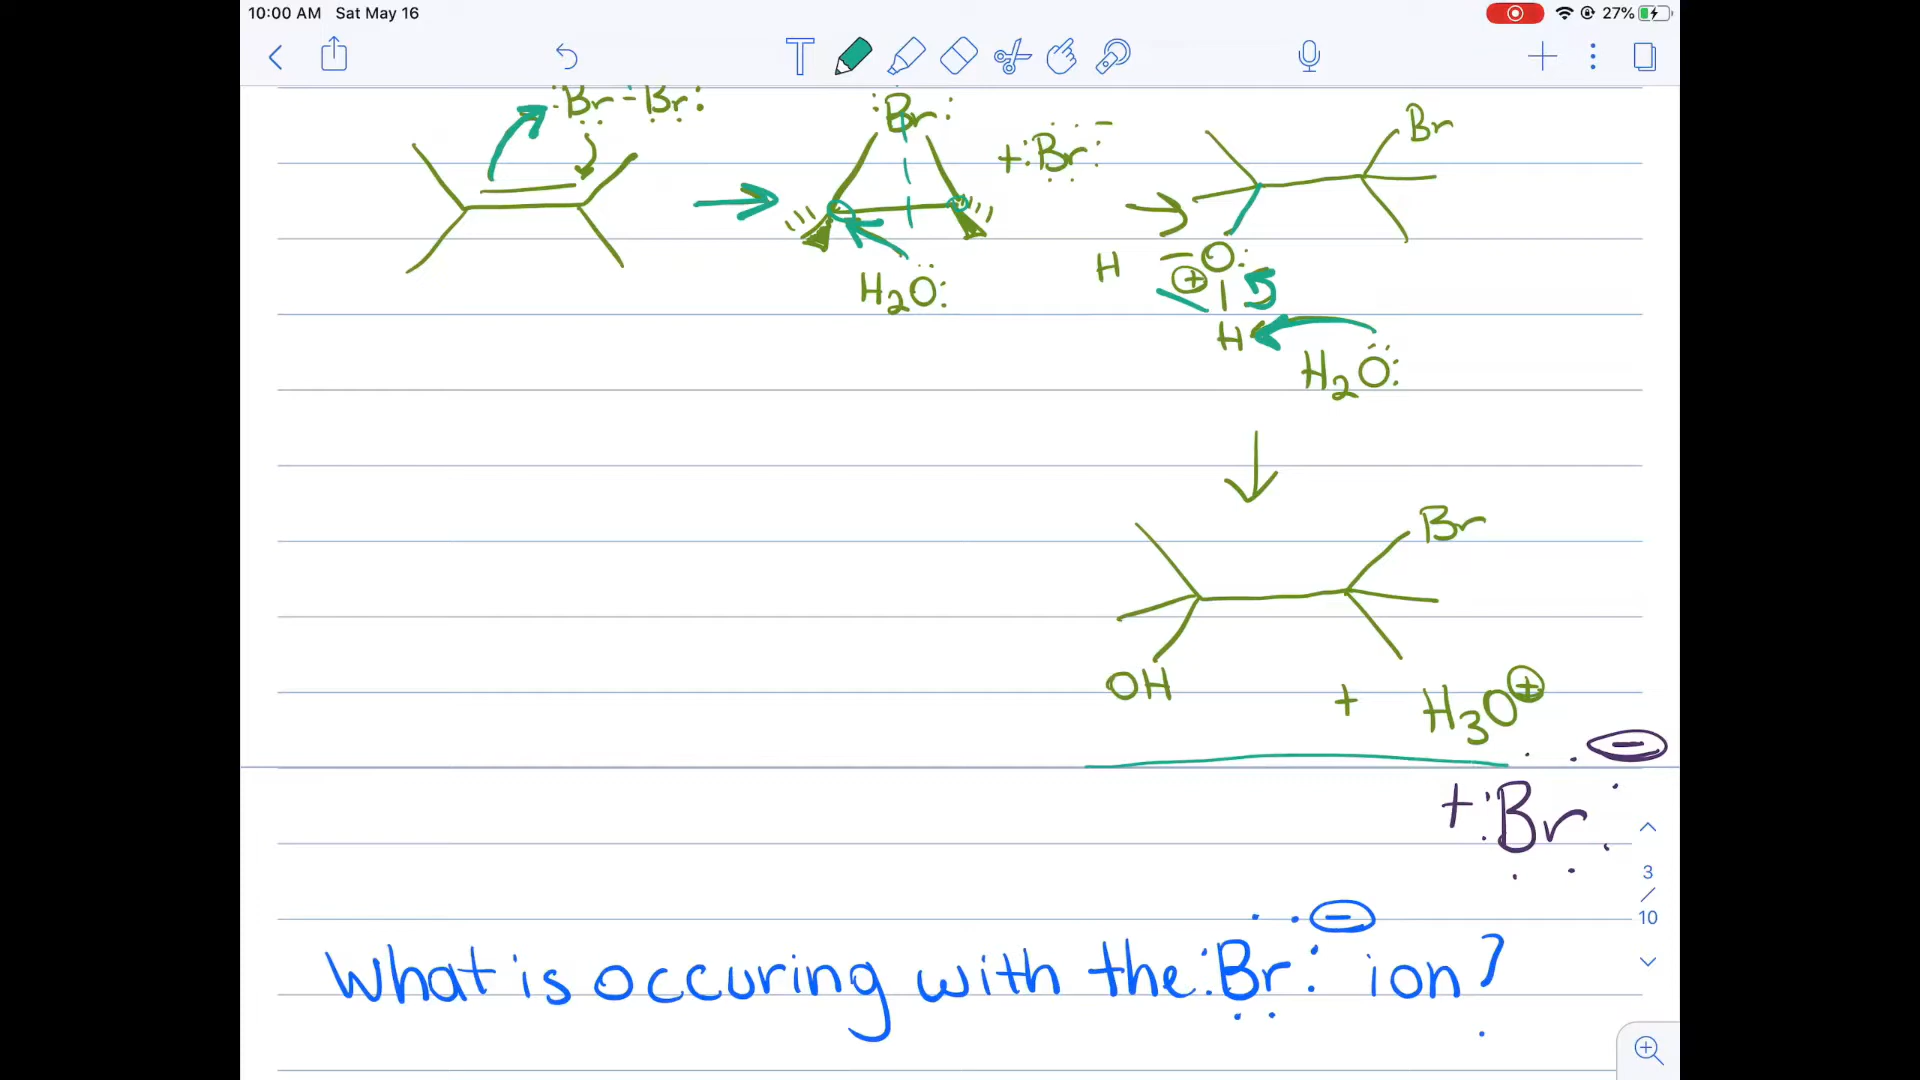 10:00 AM Sat May 16
27%
T
:Br-Br:
:Br:
+:Br:−
Br
H
−O:
⊕
H₂O:
H
H₂O:
Br
OH
+ H₃O⊕
+:Br:⊖
3
/
10
What is occuring with the :Br:⊖ ion?